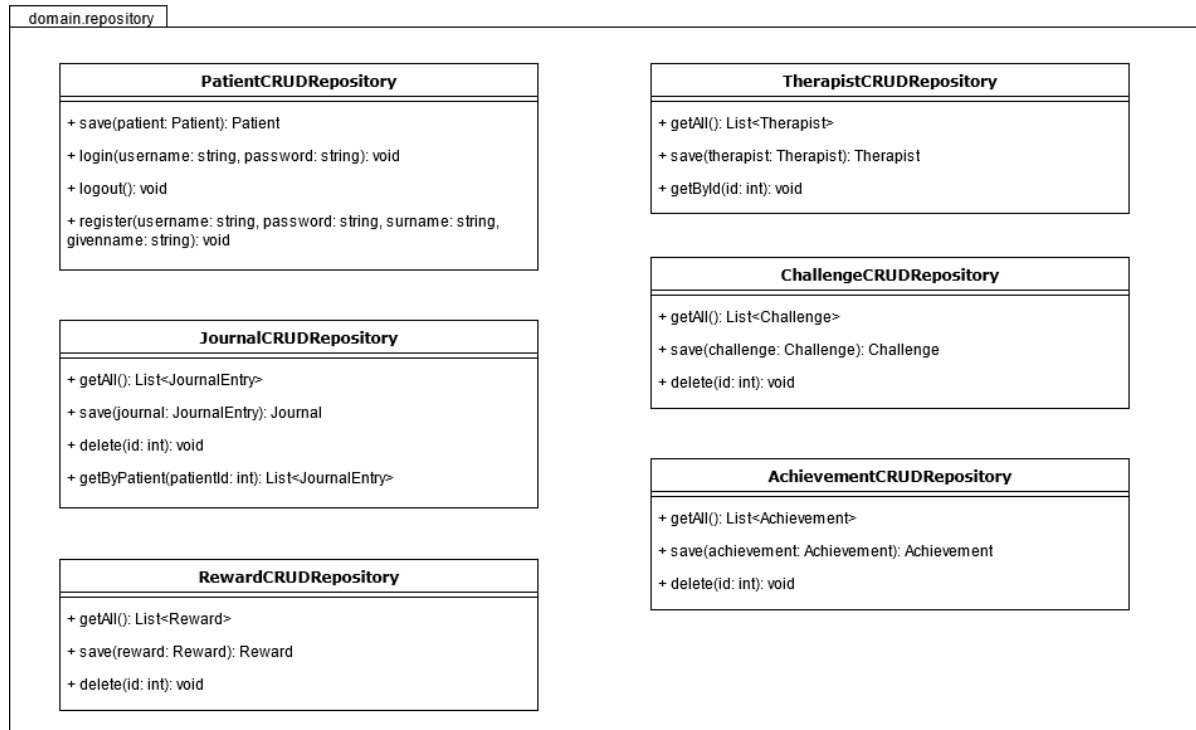 domain.repository
PatientCRUDRepository
+ save(patient: Patient): Patient
+ login(username: string, password: string): void
+ logout(): void
+ register(username: string, password: string, surname: string,
givenname: string): void
JournalCRUDRepository
+ getAll(): List<JournalEntry>
+ save(journal: JournalEntry): Journal
+ delete(id: int): void
+ getByPatient(patientId: int): List<JournalEntry>
RewardCRUDRepository
+ getAll(): List<Reward>
+ save(reward: Reward): Reward
+ delete(id: int): void
TherapistCRUDRepository
+ getAll(): List<Therapist>
+ save(therapist: Therapist): Therapist
+ getById(id: int): void
ChallengeCRUDRepository
+ getAll(): List<Challenge>
+ save(challenge: Challenge): Challenge
+ delete(id: int): void
AchievementCRUDRepository
+ getAll(): List<Achievement>
+ save(achievement: Achievement): Achievement
+ delete(id: int): void